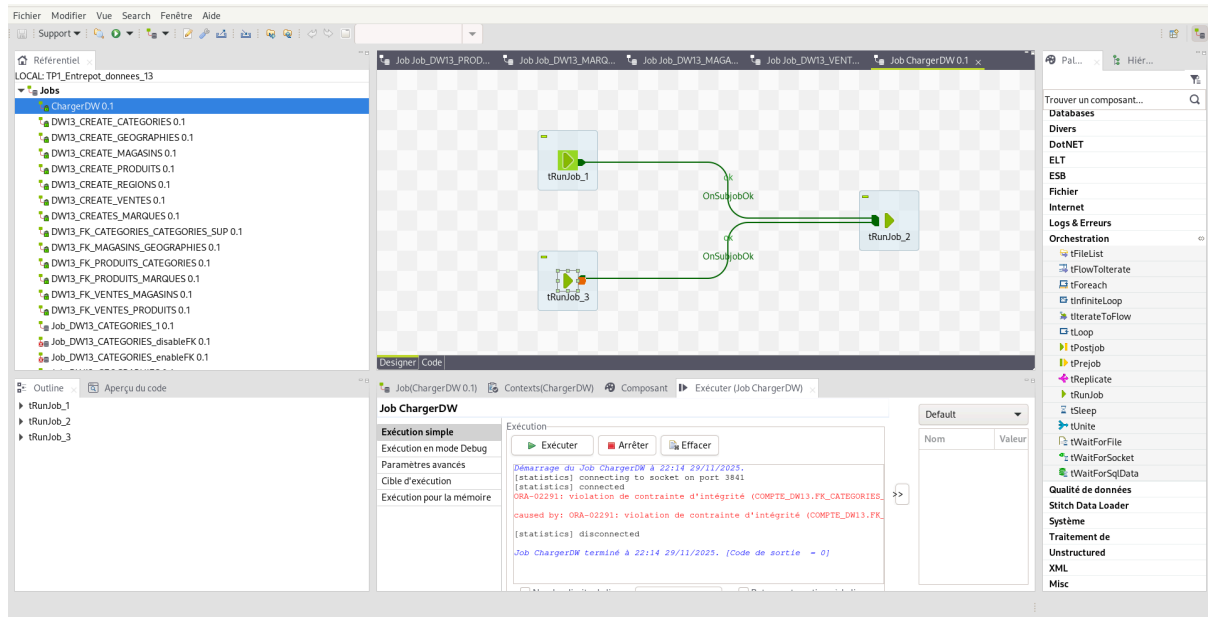 Fichier Modifier Vue Search Fenêtre Aide
Support
Référentiel
LOCAL: TP1_Entrepot_donnees_13
Jobs
ChargerDW 0.1
DW13_CREATE_CATEGORIES 0.1
DW13_CREATE_GEOGRAPHIES 0.1
DW13_CREATE_MAGASINS 0.1
DW13_CREATE_PRODUITS 0.1
DW13_CREATE_REGIONS 0.1
DW13_CREATE_VENTES 0.1
DW13_CREATES_MARQUES 0.1
DW13_FK_CATEGORIES_CATEGORIES_SUP 0.1
DW13_FK_MAGASINS_GEOGRAPHIES 0.1
DW13_FK_PRODUITS_CATEGORIES 0.1
DW13_FK_PRODUITS_MARQUES 0.1
DW13_FK_VENTES_MAGASINS 0.1
DW13_FK_VENTES_PRODUITS 0.1
Job_DW13_CATEGORIES_1 0.1
Job_DW13_CATEGORIES_disableFK 0.1
Job_DW13_CATEGORIES_enableFK 0.1
Job Job_DW13_PROD... Job Job_DW13_MARQ... Job Job_DW13_MAGA... Job Job_DW13_VENT... Job ChargerDW 0.1
tRunJob_1
ok
OnSubjobOk
tRunJob_2
ok
OnSubjobOk
tRunJob_3
Designer Code
Pal... Hiér...
Trouver un composant...
Databases
Divers
DotNET
ELT
ESB
Fichier
Internet
Logs & Erreurs
Orchestration
tFileList
tFlowToIterate
tForeach
tInfiniteLoop
tIterateToFlow
tLoop
tPostjob
tPrejob
tReplicate
tRunJob
tSleep
tUnite
tWaitForFile
tWaitForSocket
tWaitForSqlData
Qualité de données
Stitch Data Loader
Système
Traitement de
Unstructured
XML
Misc
Outline Aperçu du code
tRunJob_1
tRunJob_2
tRunJob_3
Job(ChargerDW 0.1) Contexts(ChargerDW) Composant Exécuter (Job ChargerDW)
Job ChargerDW
Exécution simple
Exécution en mode Debug
Paramètres avancés
Cible d'exécution
Exécution pour la mémoire
Exécution
Exécuter Arrêter Effacer
Démarrage du Job ChargerDW à 22:14 29/11/2025.
[statistics] connecting to socket on port 3841
[statistics] connected
ORA-02291: violation de contrainte d'intégrité (COMPTE_DW13.FK_CATEGORIES_
caused by: ORA-02291: violation de contrainte d'intégrité (COMPTE_DW13.FK_
[statistics] disconnected
Job ChargerDW terminé à 22:14 29/11/2025. [Code de sortie = 0]
>>
Default
Nom Valeur